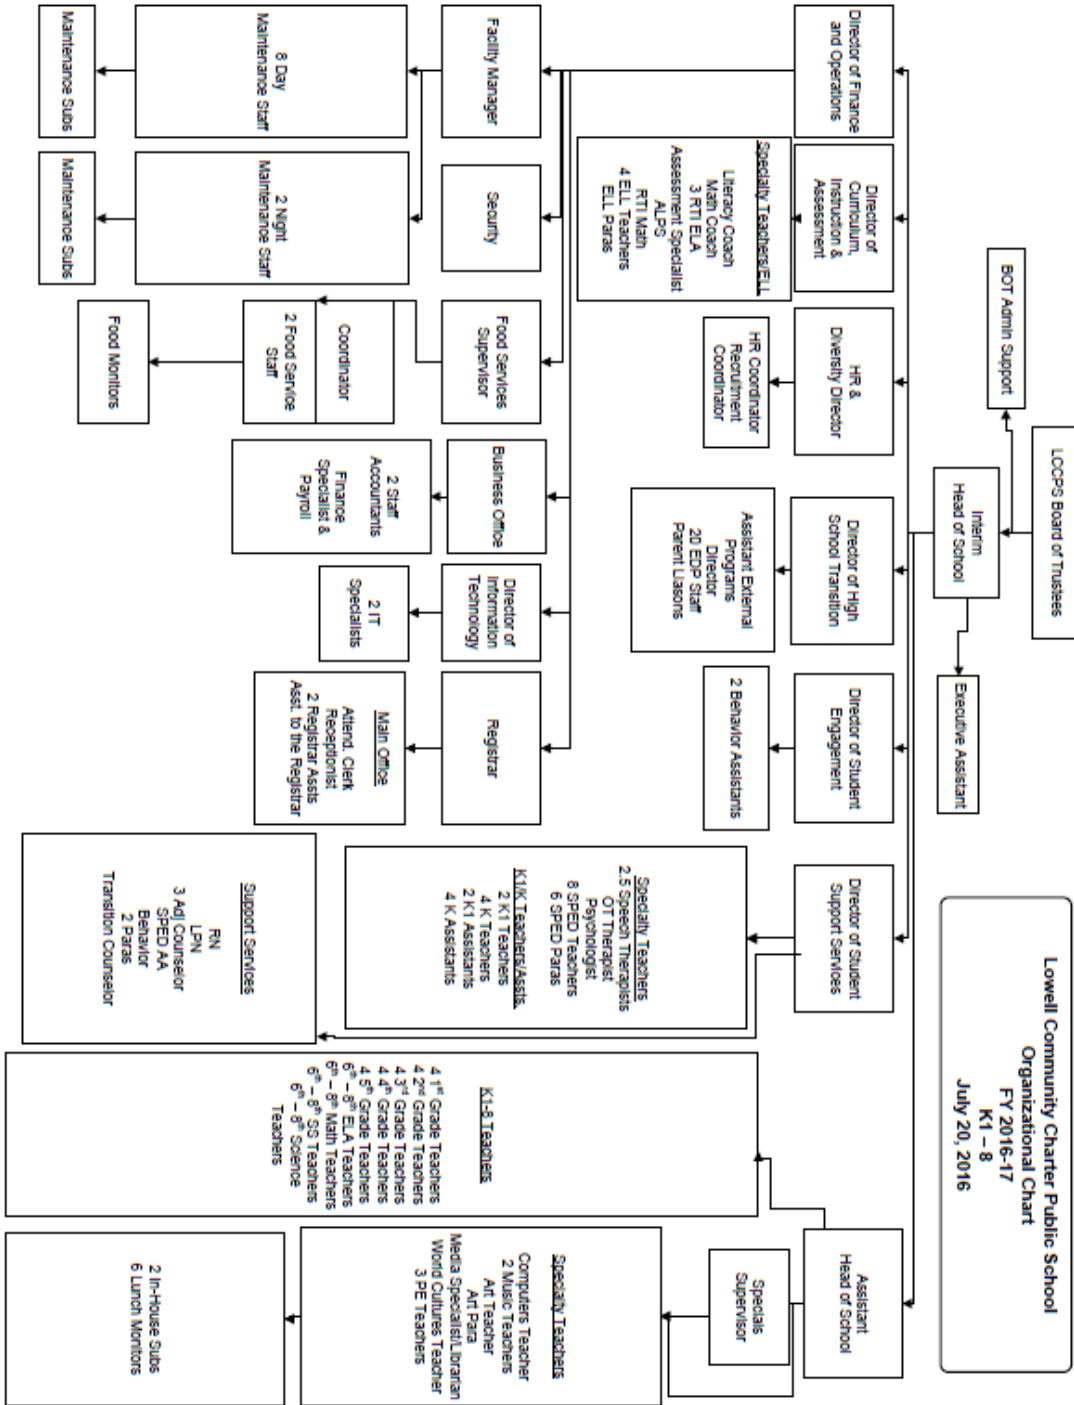 Lowell Community Charter Public School
Organizational Chart
FY 2016-17
K1 – 8
July 20, 2016
LCCPS Board of Trustees
BOT Admin Support
Interim
Head of School
Executive Assistant
Director of Finance
and Operations
Director of
Curriculum,
Instruction &
Assessment
HR &
Diversity Director
Director of High
School Transition
Director of Student
Engagement
Director of Student
Support Services
Assistant
Head of School
Specialty Teachers/ELL
Literacy Coach
Math Coach
3 RTI ELA
Assessment Specialist
ALPS
RTI Math
4 ELL Teachers
ELL Paras
HR Coordinator
Recruitment
Coordinator
Assistant External
Programs
Director
20 EDP Staff
Parent Liasons
2 Behavior Assistants
Specialty Teachers
2.5 Speech Therapists
OT Therapist
Psychologist
8 SPED Teachers
6 SPED Paras
K1/K Teachers/Assts.
2 K1 Teachers
4 K Teachers
2 K1 Assistants
4 K Assistants
Specials
Supervisor
Facility Manager
Security
Food Services
Supervisor
Business Office
Director of
Information
Technology
Registrar
8 Day
Maintenance Staff
2 Night
Maintenance Staff
Coordinator
2 Food Service
Staff
2 Staff
Accountants
Finance
Specialist &
Payroll
2 IT
Specialists
Main Office
Attend. Clerk
Receptionist
2 Registrar Assts
Asst. to the Registrar
Support Services
RN
LPN
3 Adj Counselor
SPED AA
Behavior
2 Paras
Transition Counselor
K1-8 Teachers
4 1st Grade Teachers
4 2nd Grade Teachers
4 3rd Grade Teachers
4 4th Grade Teachers
4 5th Grade Teachers
6th – 8th ELA Teachers
6th – 8th Math Teachers
6th – 8th SS Teachers
6th – 8th Science
Teachers
Specialty Teachers
Computers Teacher
2 Music Teachers
Art Teacher
Art Para
Media Specialist/Librarian
World Cultures Teacher
3 PE Teachers
Maintenance Subs
Maintenance Subs
Food Monitors
2 In-House Subs
6 Lunch Monitors